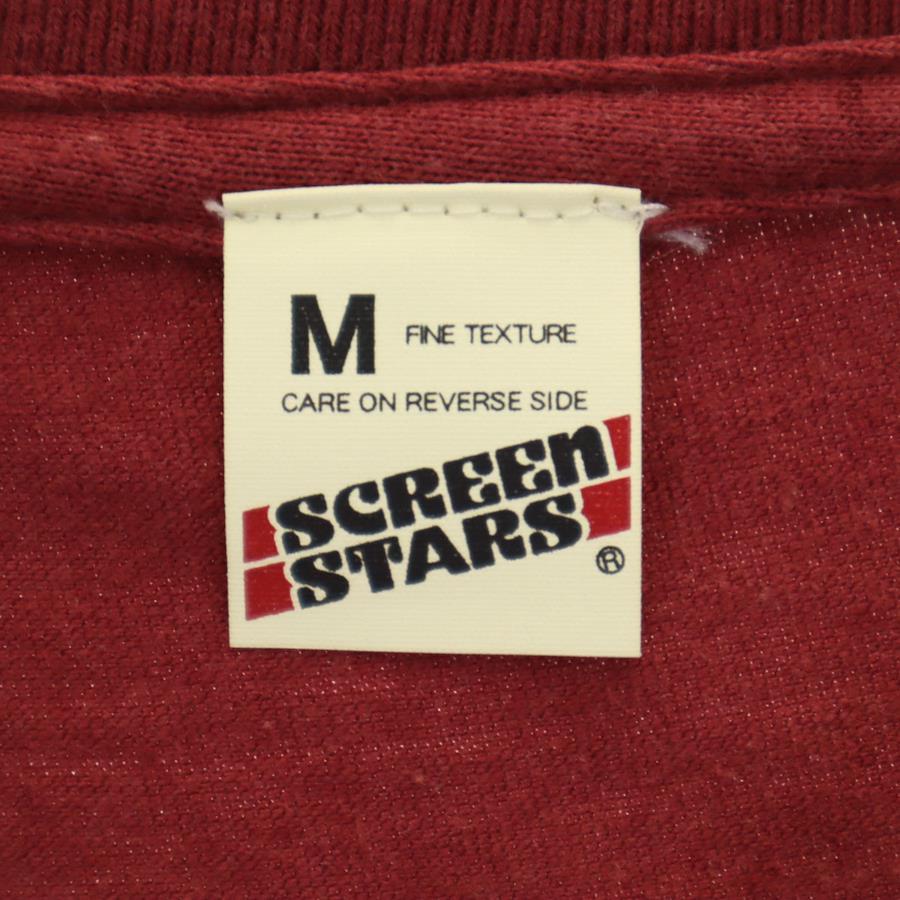 M FINE TEXTURE
CARE ON REVERSE SIDE
SCREEN
STARS ®